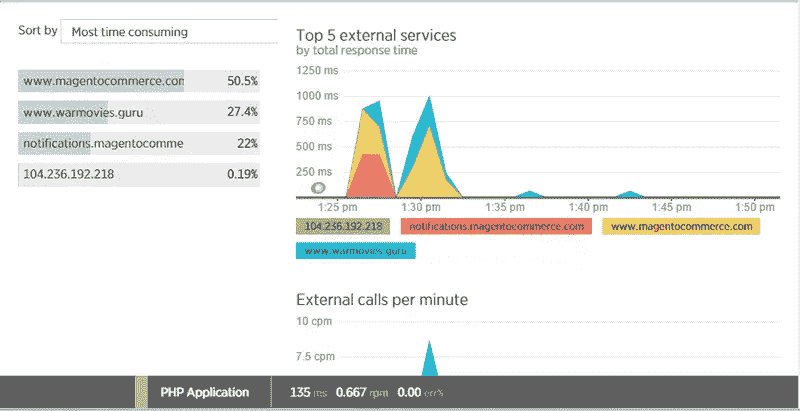 Sort by Most time consuming
www.magentocommerce.con 50.5%
www.warmovies.guru 27.4%
notifications.magentocomme 22%
104.236.192.218 0.19%
Top 5 external services
by total response time
1250 ms
1000 ms
750 ms
500 ms
250 ms
1:25 pm 1:30 pm 1:35 pm 1:40 pm 1:45 pm 1:50 pm
104.236.192.218 notifications.magentocommerce.com www.magentocommerce.com
www.warmovies.guru
External calls per minute
10 cpm
7.5 cpm
PHP Application 135 ms 0.667 rpm 0.00 err%